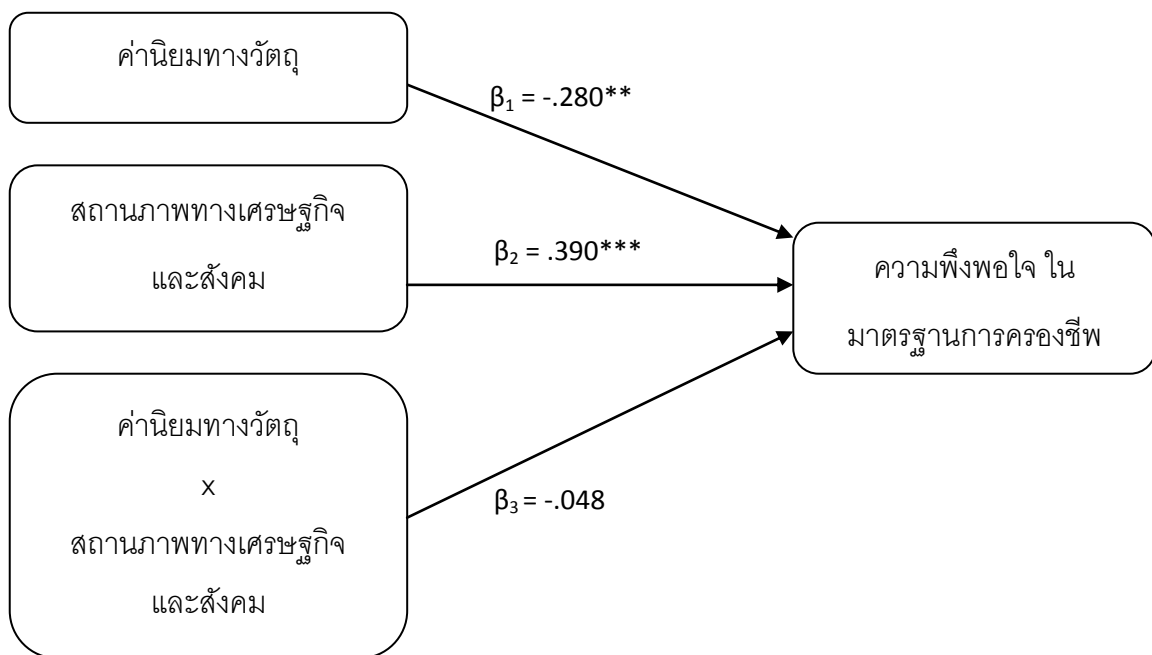 ค่านิยมทางวัตถุ
β₁ = -.280**
สถานภาพทางเศรษฐกิจ
และสังคม
β₂ = .390***
ความพึงพอใจ ใน
มาตรฐานการครองชีพ
ค่านิยมทางวัตถุ
x
สถานภาพทางเศรษฐกิจ
และสังคม
β₃ = -.048